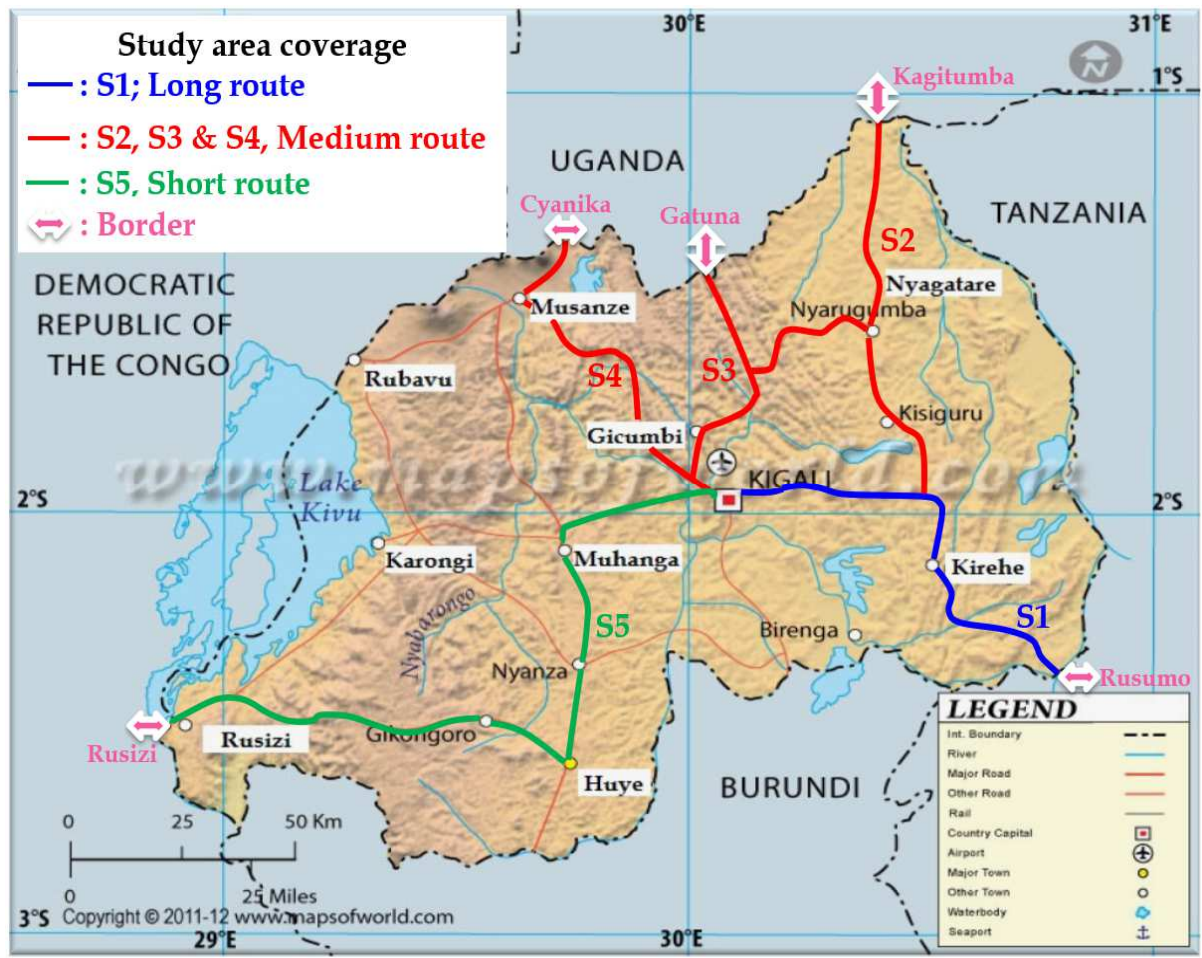 30°E
31°E
Study area coverage
: S1; Long route
: S2, S3 & S4, Medium route
: S5, Short route
: Border
Kagitumba
1°S
UGANDA
TANZANIA
Cyanika
Gatuna
S2
DEMOCRATIC
REPUBLIC OF
THE CONGO
Nyagatare
Musanze
Nyarugumba
Rubavu
S4
S3
Kisiguru
Gicumbi
www.mapsofworld.com
KIGALI
2°S
Lake
Kivu
2°S
Karongi
Muhanga
Kirehe
Nyabarongo
S5
S1
Birenga
Nyanza
Rusumo
Rusizi
Rusizi
Gikongoro
Huye
BURUNDI
LEGEND
Int. Boundary
River
Major Road
Other Road
Rail
Country Capital
Airport
Major Town
Other Town
Waterbody
Seaport
0 25 50 Km
0 25 Miles
3°S
Copyright © 2011-12 www.mapsofworld.com
29°E
30°E
N